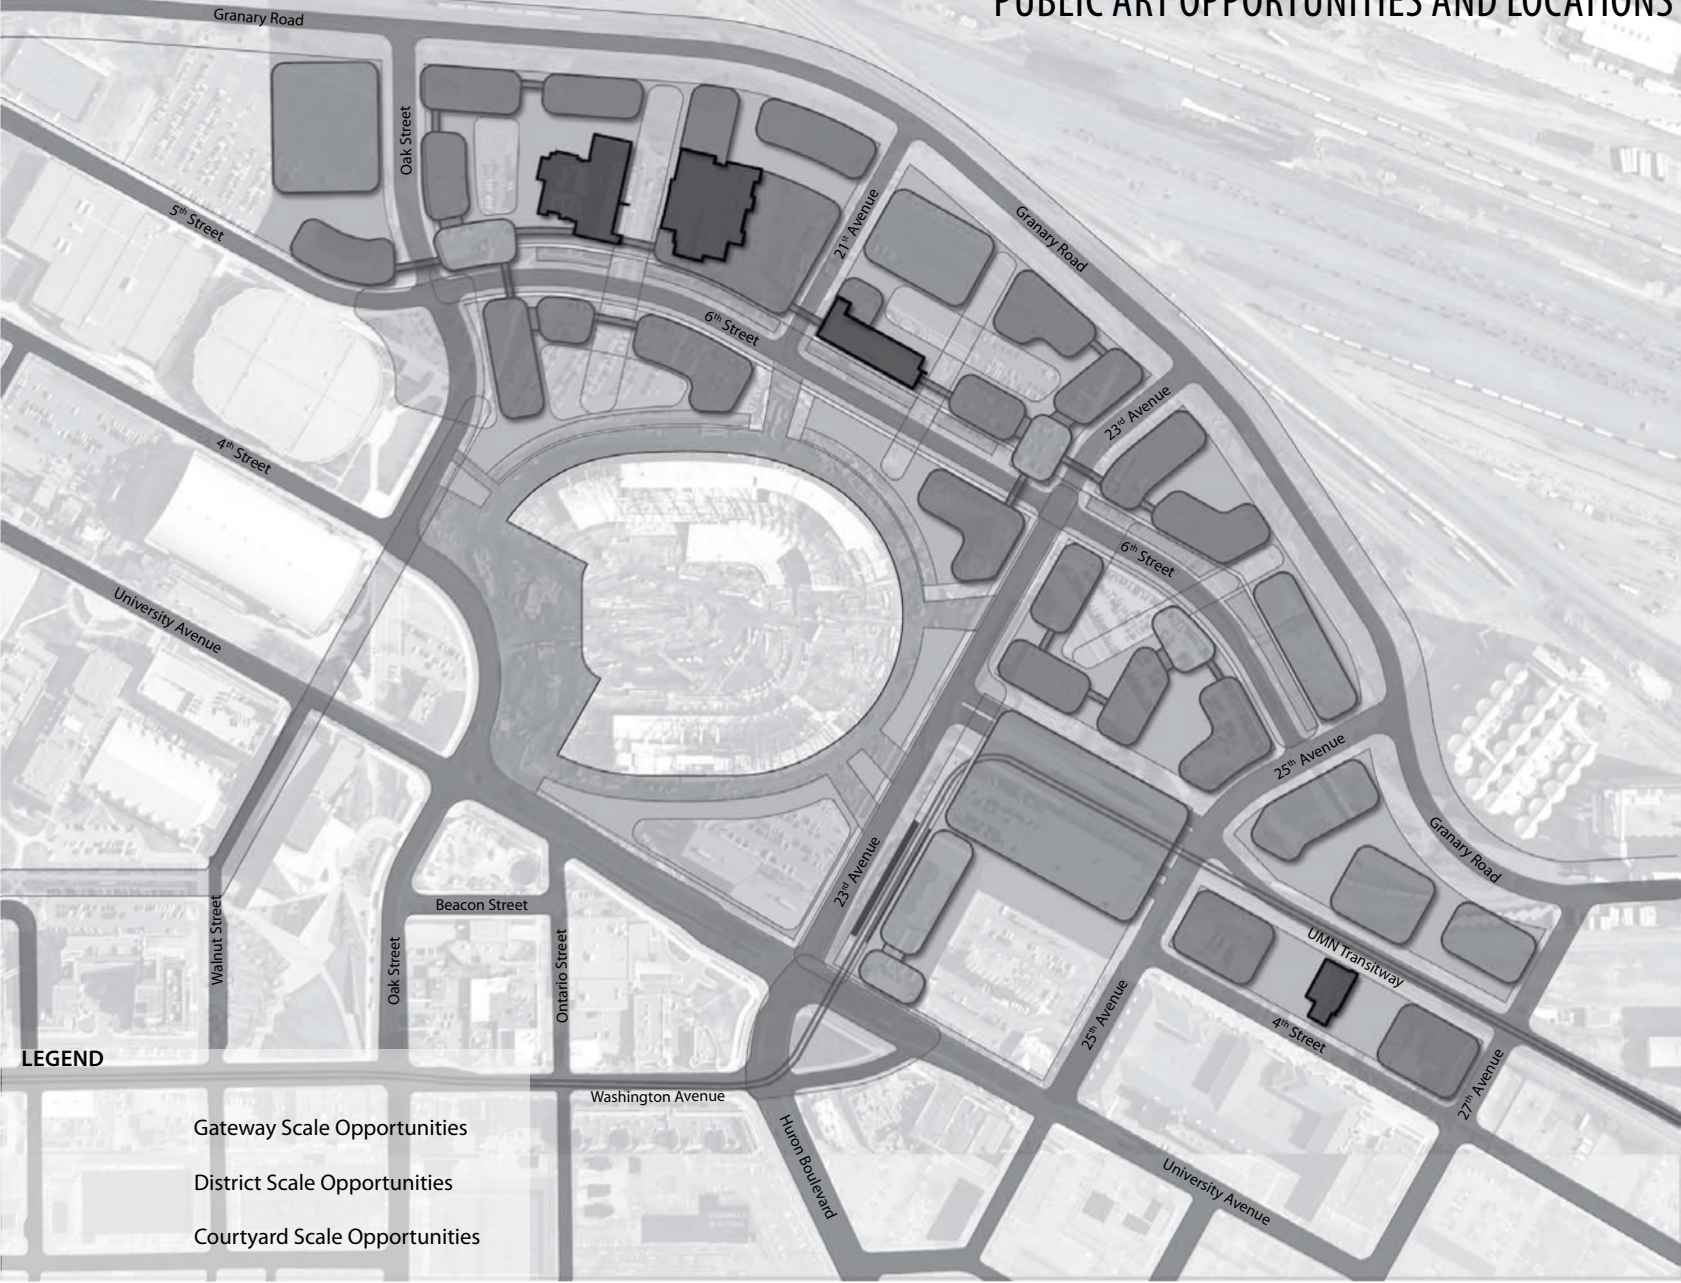 PUBLIC ART OPPORTUNITIES AND LOCATIONS
Granary Road
Oak Street
5th Street
21st Avenue
Granary Road
6th Street
23rd Avenue
4th Street
6th Street
University Avenue
25th Avenue
Granary Road
23rd Avenue
Beacon Street
Walnut Street
Oak Street
Ontario Street
UMN Transitway
25th Avenue
4th Street
27th Avenue
Washington Avenue
Huron Boulevard
University Avenue
LEGEND
Gateway Scale Opportunities
District Scale Opportunities
Courtyard Scale Opportunities